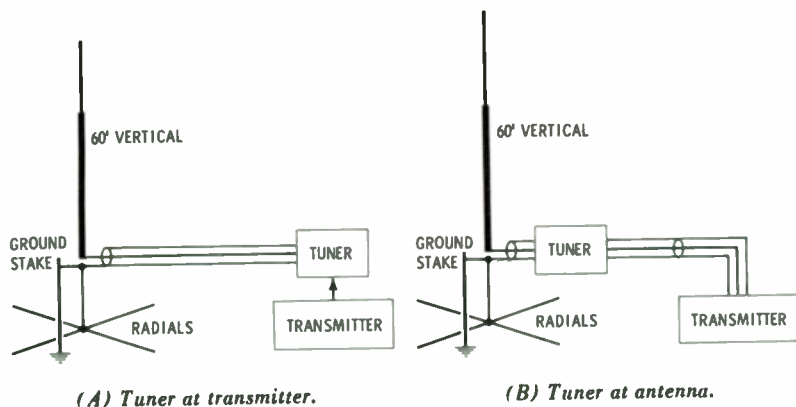 60' VERTICAL
GROUND
STAKE
TUNER
RADIALS
TRANSMITTER
(A) Tuner at transmitter.
60' VERTICAL
GROUND
STAKE
TUNER
RADIALS
TRANSMITTER
(B) Tuner at antenna.